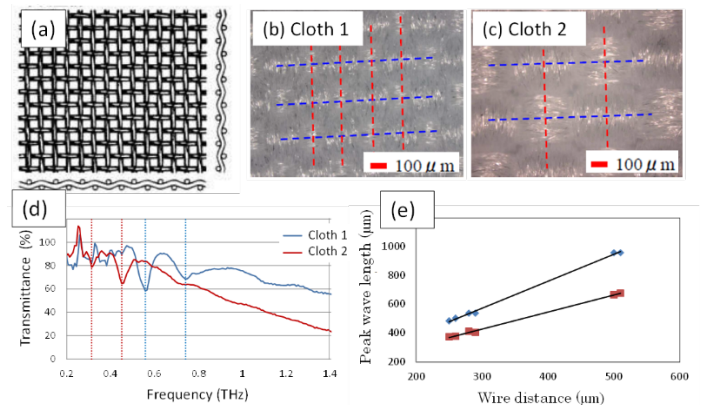 (a)
(b) Cloth 1
100 μm
(c) Cloth 2
100 μm
(d)
Transmittance (%)
120
100
80
60
40
20
0
Cloth 1
Cloth 2
0.2
0.4
0.6
0.8
1
1.2
1.4
Frequency (THz)
(e)
Peak wave length (μm)
1000
800
600
400
200
200
300
400
500
600
Wire distance (μm)